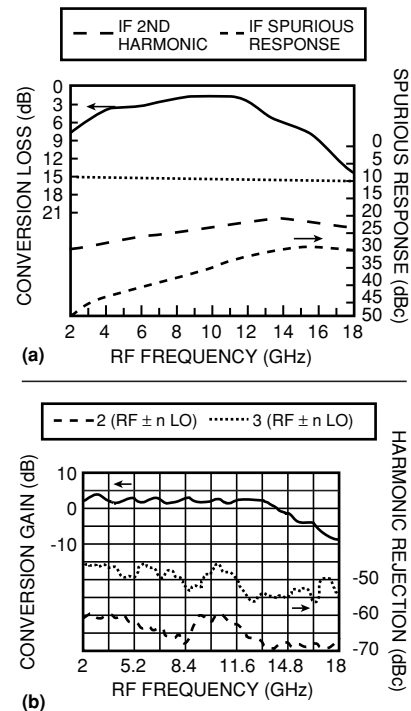 IF 2ND HARMONIC
IF SPURIOUS RESPONSE
CONVERSION LOSS (dB)
0
3
6
9
12
15
15
21
SPURIOUS RESPONSE (dBc)
0
5
10
20
25
30
35
45
50
2 4 6 8 10 12 14 16 18
(a)
RF FREQUENCY (GHz)
2 (RF ± n LO)
3 (RF ± n LO)
CONVERSION GAIN (dB)
10
0
-10
HARMONIC REJECTION (dBc)
-50
-60
-70
2 5.2 8.4 11.6 14.8 18
RF FREQUENCY (GHz)
(b)